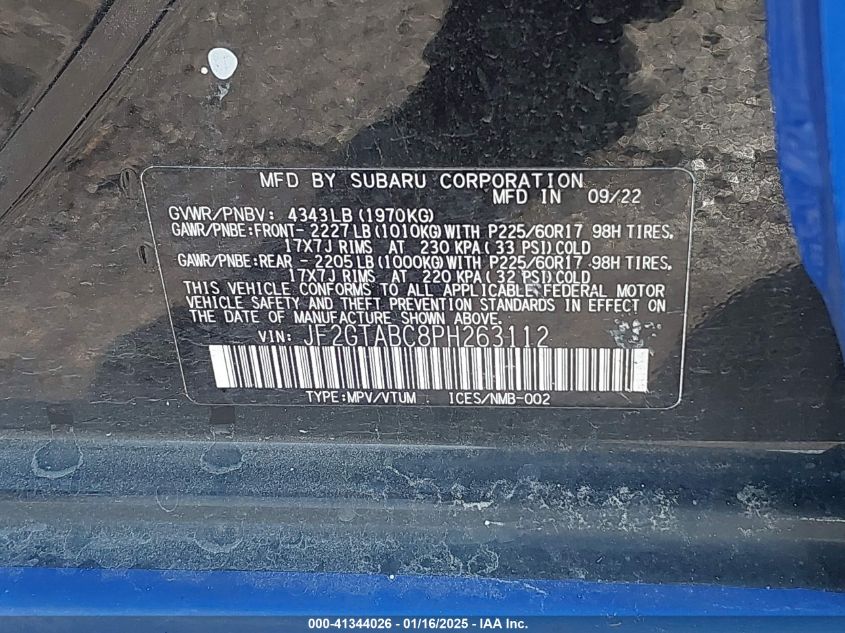 MFD BY SUBARU CORPORATION
MFD IN 09/22
GVWR/PNBV: 4343LB(1970KG)
GAWR/PNBE:FRONT- 2227LB(1010KG)WITH P225/60R17 98H TIRES,
17X7J RIMS AT 230 KPA(33 PSI)COLD
GAWR/PNBE:REAR - 2205LB(1000KG)WITH P225/60R17 98H TIRES,
17X7J RIMS AT 220 KPA(32 PSI)COLD
THIS VEHICLE CONFORMS TO ALL APPLICABLE FEDERAL MOTOR
VEHICLE SAFETY AND THEFT PREVENTION STANDARDS IN EFFECT ON
THE DATE OF MANUFACTURE SHOWN ABOVE.
VIN: JF2GTABC8PH263112
TYPE:MPV/VTUM ICES/NMB-002
000-41344026 - 01/16/2025 - IAA Inc.